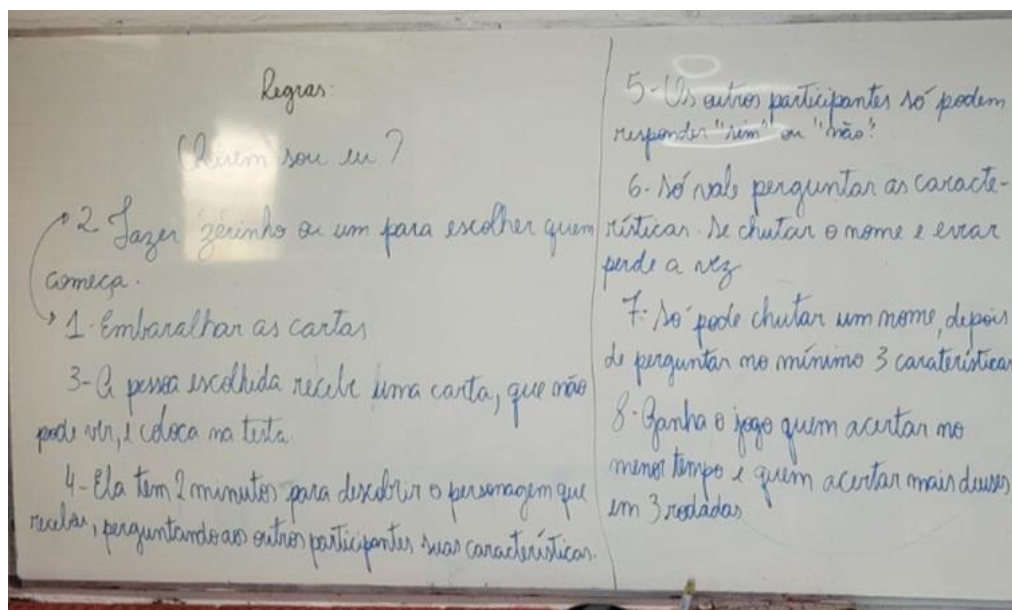 Regras:
Quem sou eu?
2. Fazer zerinho ou um para escolher quem
começa.
1- Embaralhar as cartas
3- A pessoa escolhida recebe uma carta, que não
pode ver, e coloca na testa.
4- Ela tem 2 minutos para descobrir o personagem que
recebeu, perguntando aos outros participantes suas características.
5- Os outros participantes só podem
responder "sim" ou "não".
6- Só vale perguntar as caracte-
rísticas. Se chutar o nome e errar
perde a vez
7- Só pode chutar um nome, depois
de perguntar no mínimo 3 caraterísticas
8- Ganha o jogo quem acertar no
menor tempo e quem acertar mais deuses
em 3 rodadas